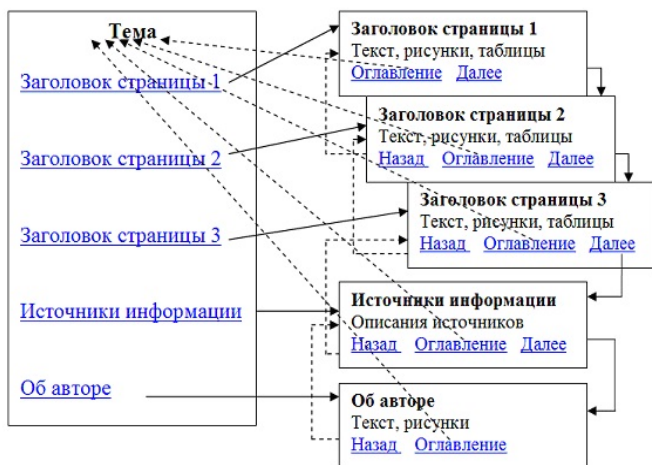 Тема
Заголовок страницы 1
Заголовок страницы 2
Заголовок страницы 3
Источники информации
Об авторе
Заголовок страницы 1
Текст, рисунки, таблицы
Оглавление Далее
Заголовок страницы 2
Текст, рисунки, таблицы
Назад Оглавление Далее
Заголовок страницы 3
Текст, рисунки, таблицы
Назад Оглавление Далее
Источники информации
Описания источников
Назад Оглавление Далее
Об авторе
Текст, рисунки
Назад Оглавление